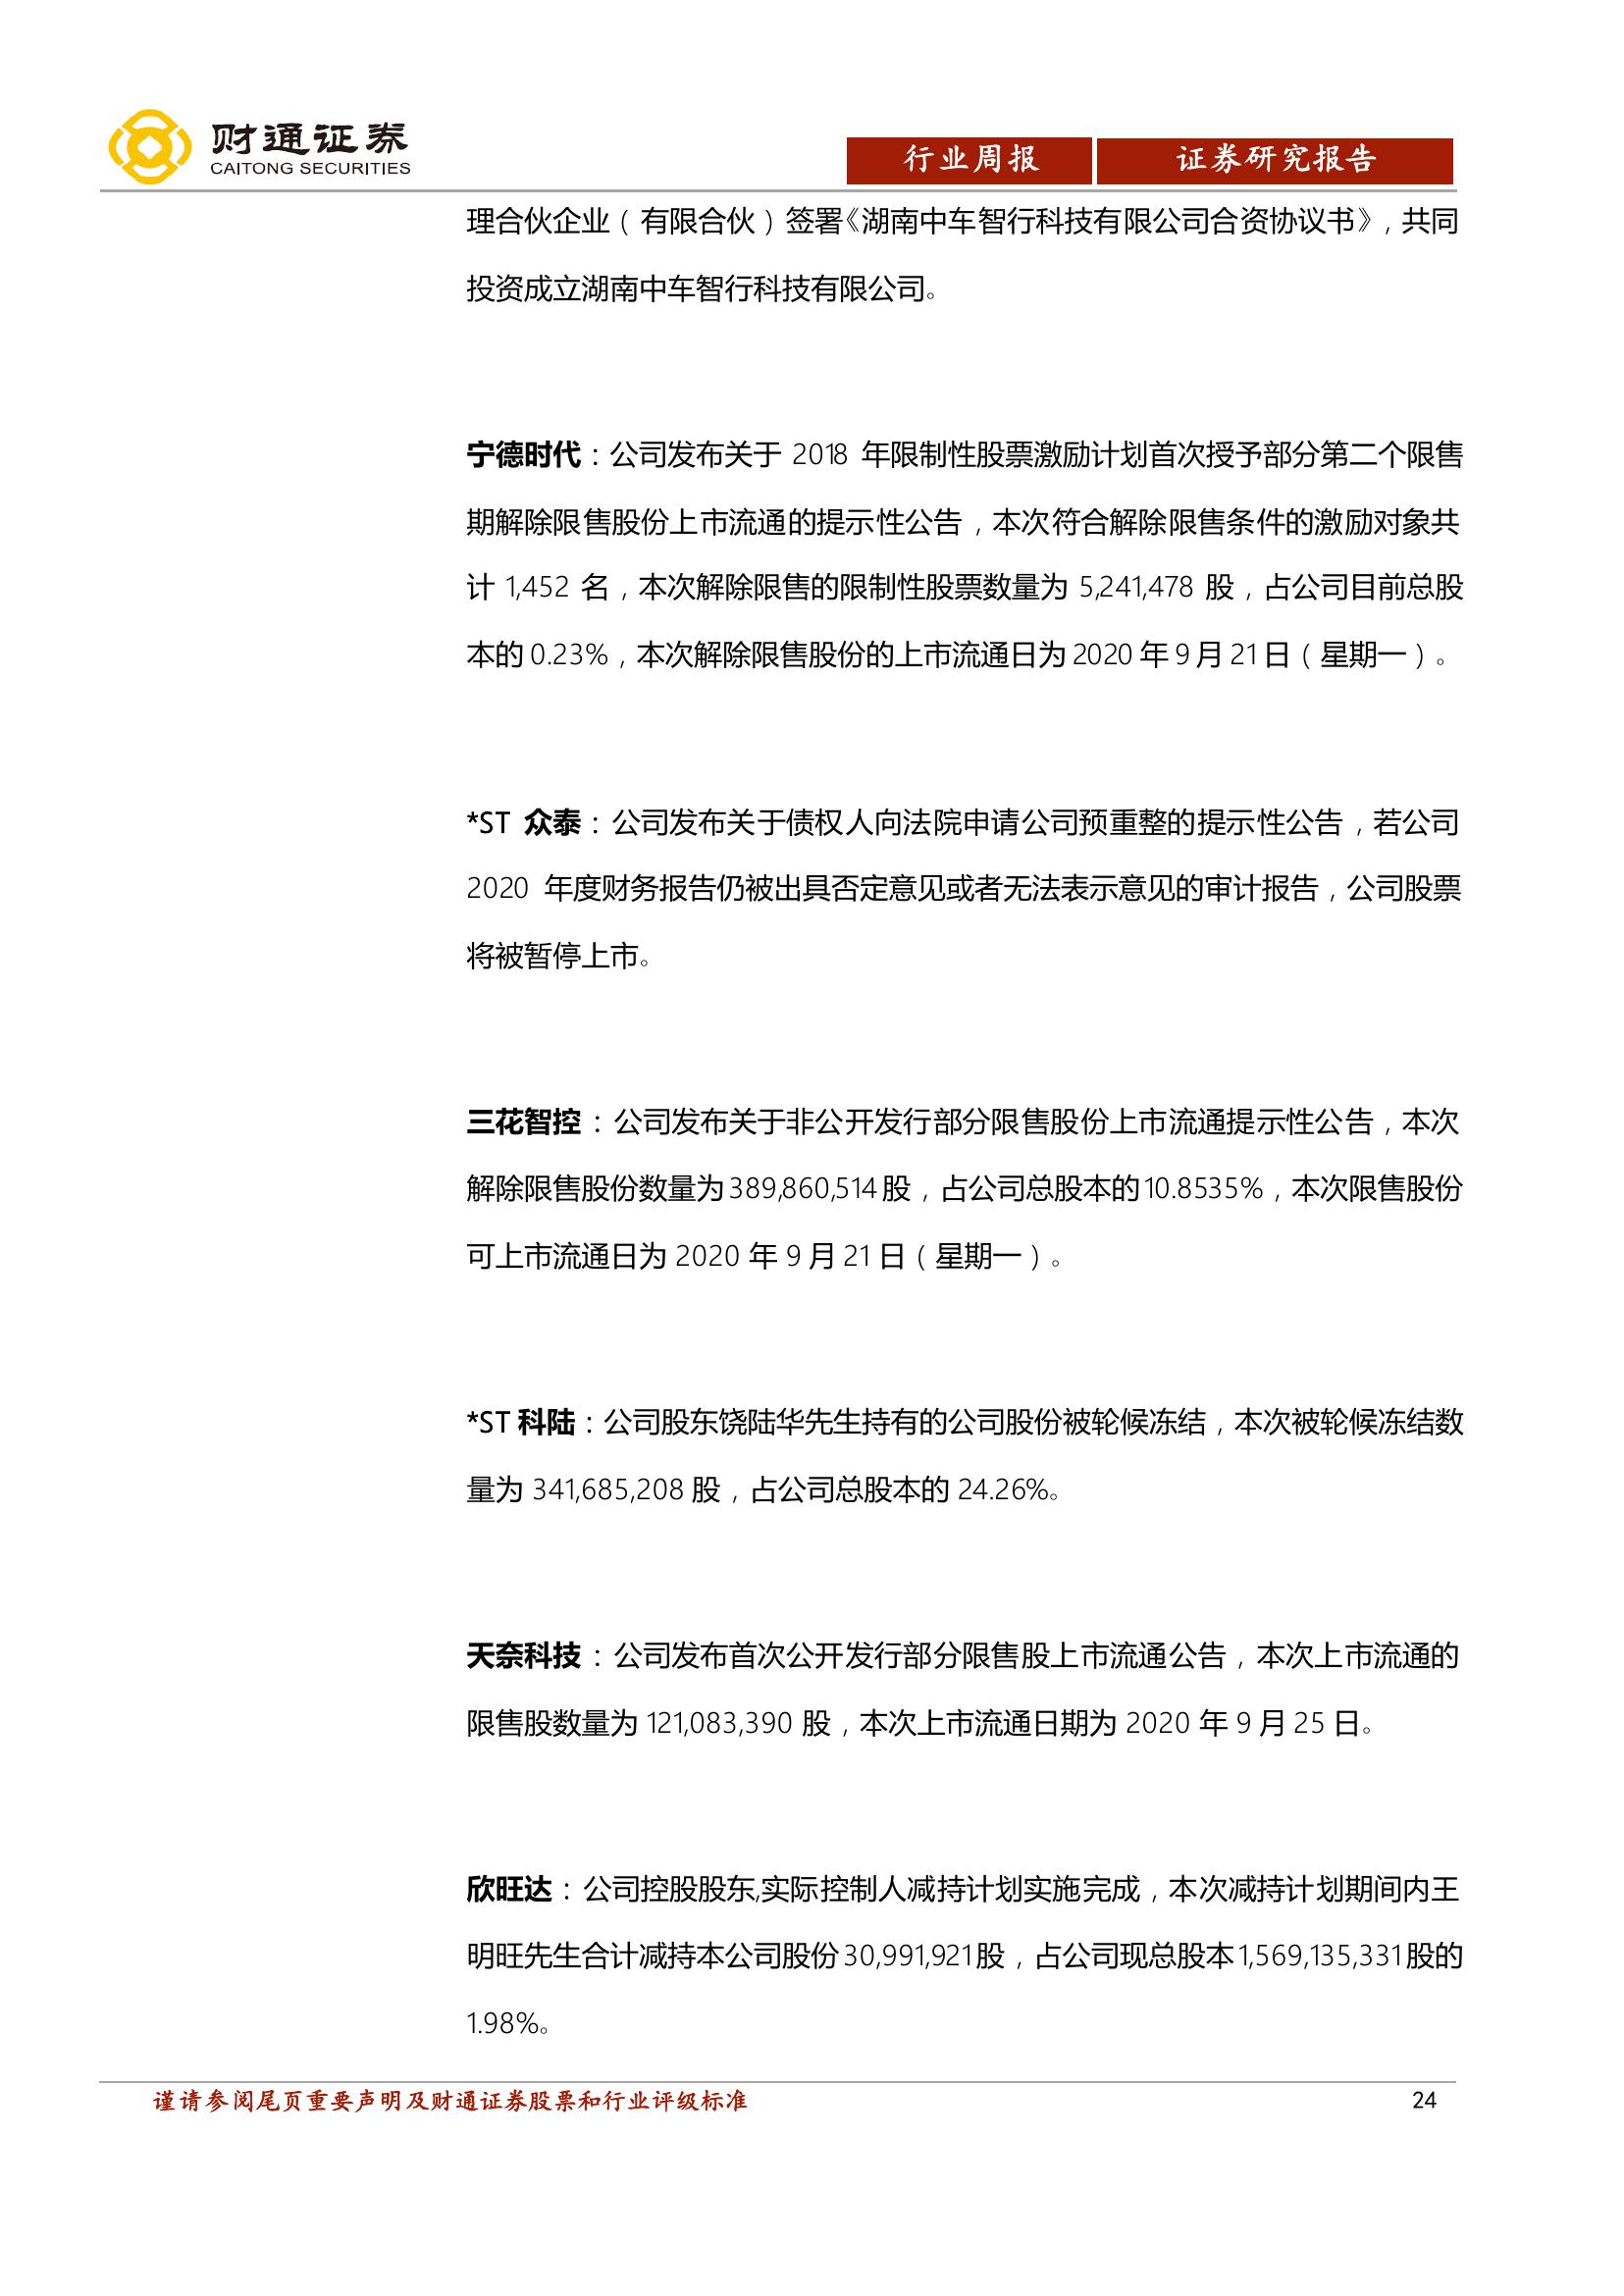 财通证券
CAITONG SECURITIES
行业周报
证券研究报告
理合伙企业（有限合伙）签署《湖南中车智行科技有限公司合资协议书》，共同
投资成立湖南中车智行科技有限公司。
宁德时代：公司发布关于 2018 年限制性股票激励计划首次授予部分第二个限售
期解除限售股份上市流通的提示性公告，本次符合解除限售条件的激励对象共
计 1,452 名，本次解除限售的限制性股票数量为 5,241,478 股，占公司目前总股
本的 0.23%，本次解除限售股份的上市流通日为 2020 年 9 月 21 日（星期一）。
*ST 众泰：公司发布关于债权人向法院申请公司预重整的提示性公告，若公司
2020 年度财务报告仍被出具否定意见或者无法表示意见的审计报告，公司股票
将被暂停上市。
三花智控：公司发布关于非公开发行部分限售股份上市流通提示性公告，本次
解除限售股份数量为 389,860,514 股，占公司总股本的 10.8535%，本次限售股份
可上市流通日为 2020 年 9 月 21 日（星期一）。
*ST 科陆：公司股东饶陆华先生持有的公司股份被轮候冻结，本次被轮候冻结数
量为 341,685,208 股，占公司总股本的 24.26%。
天奈科技：公司发布首次公开发行部分限售股上市流通公告，本次上市流通的
限售股数量为 121,083,390 股，本次上市流通日期为 2020 年 9 月 25 日。
欣旺达：公司控股股东,实际控制人减持计划实施完成，本次减持计划期间内王
明旺先生合计减持本公司股份 30,991,921 股，占公司现总股本 1,569,135,331 股的
1.98%。
谨请参阅尾页重要声明及财通证券股票和行业评级标准
24